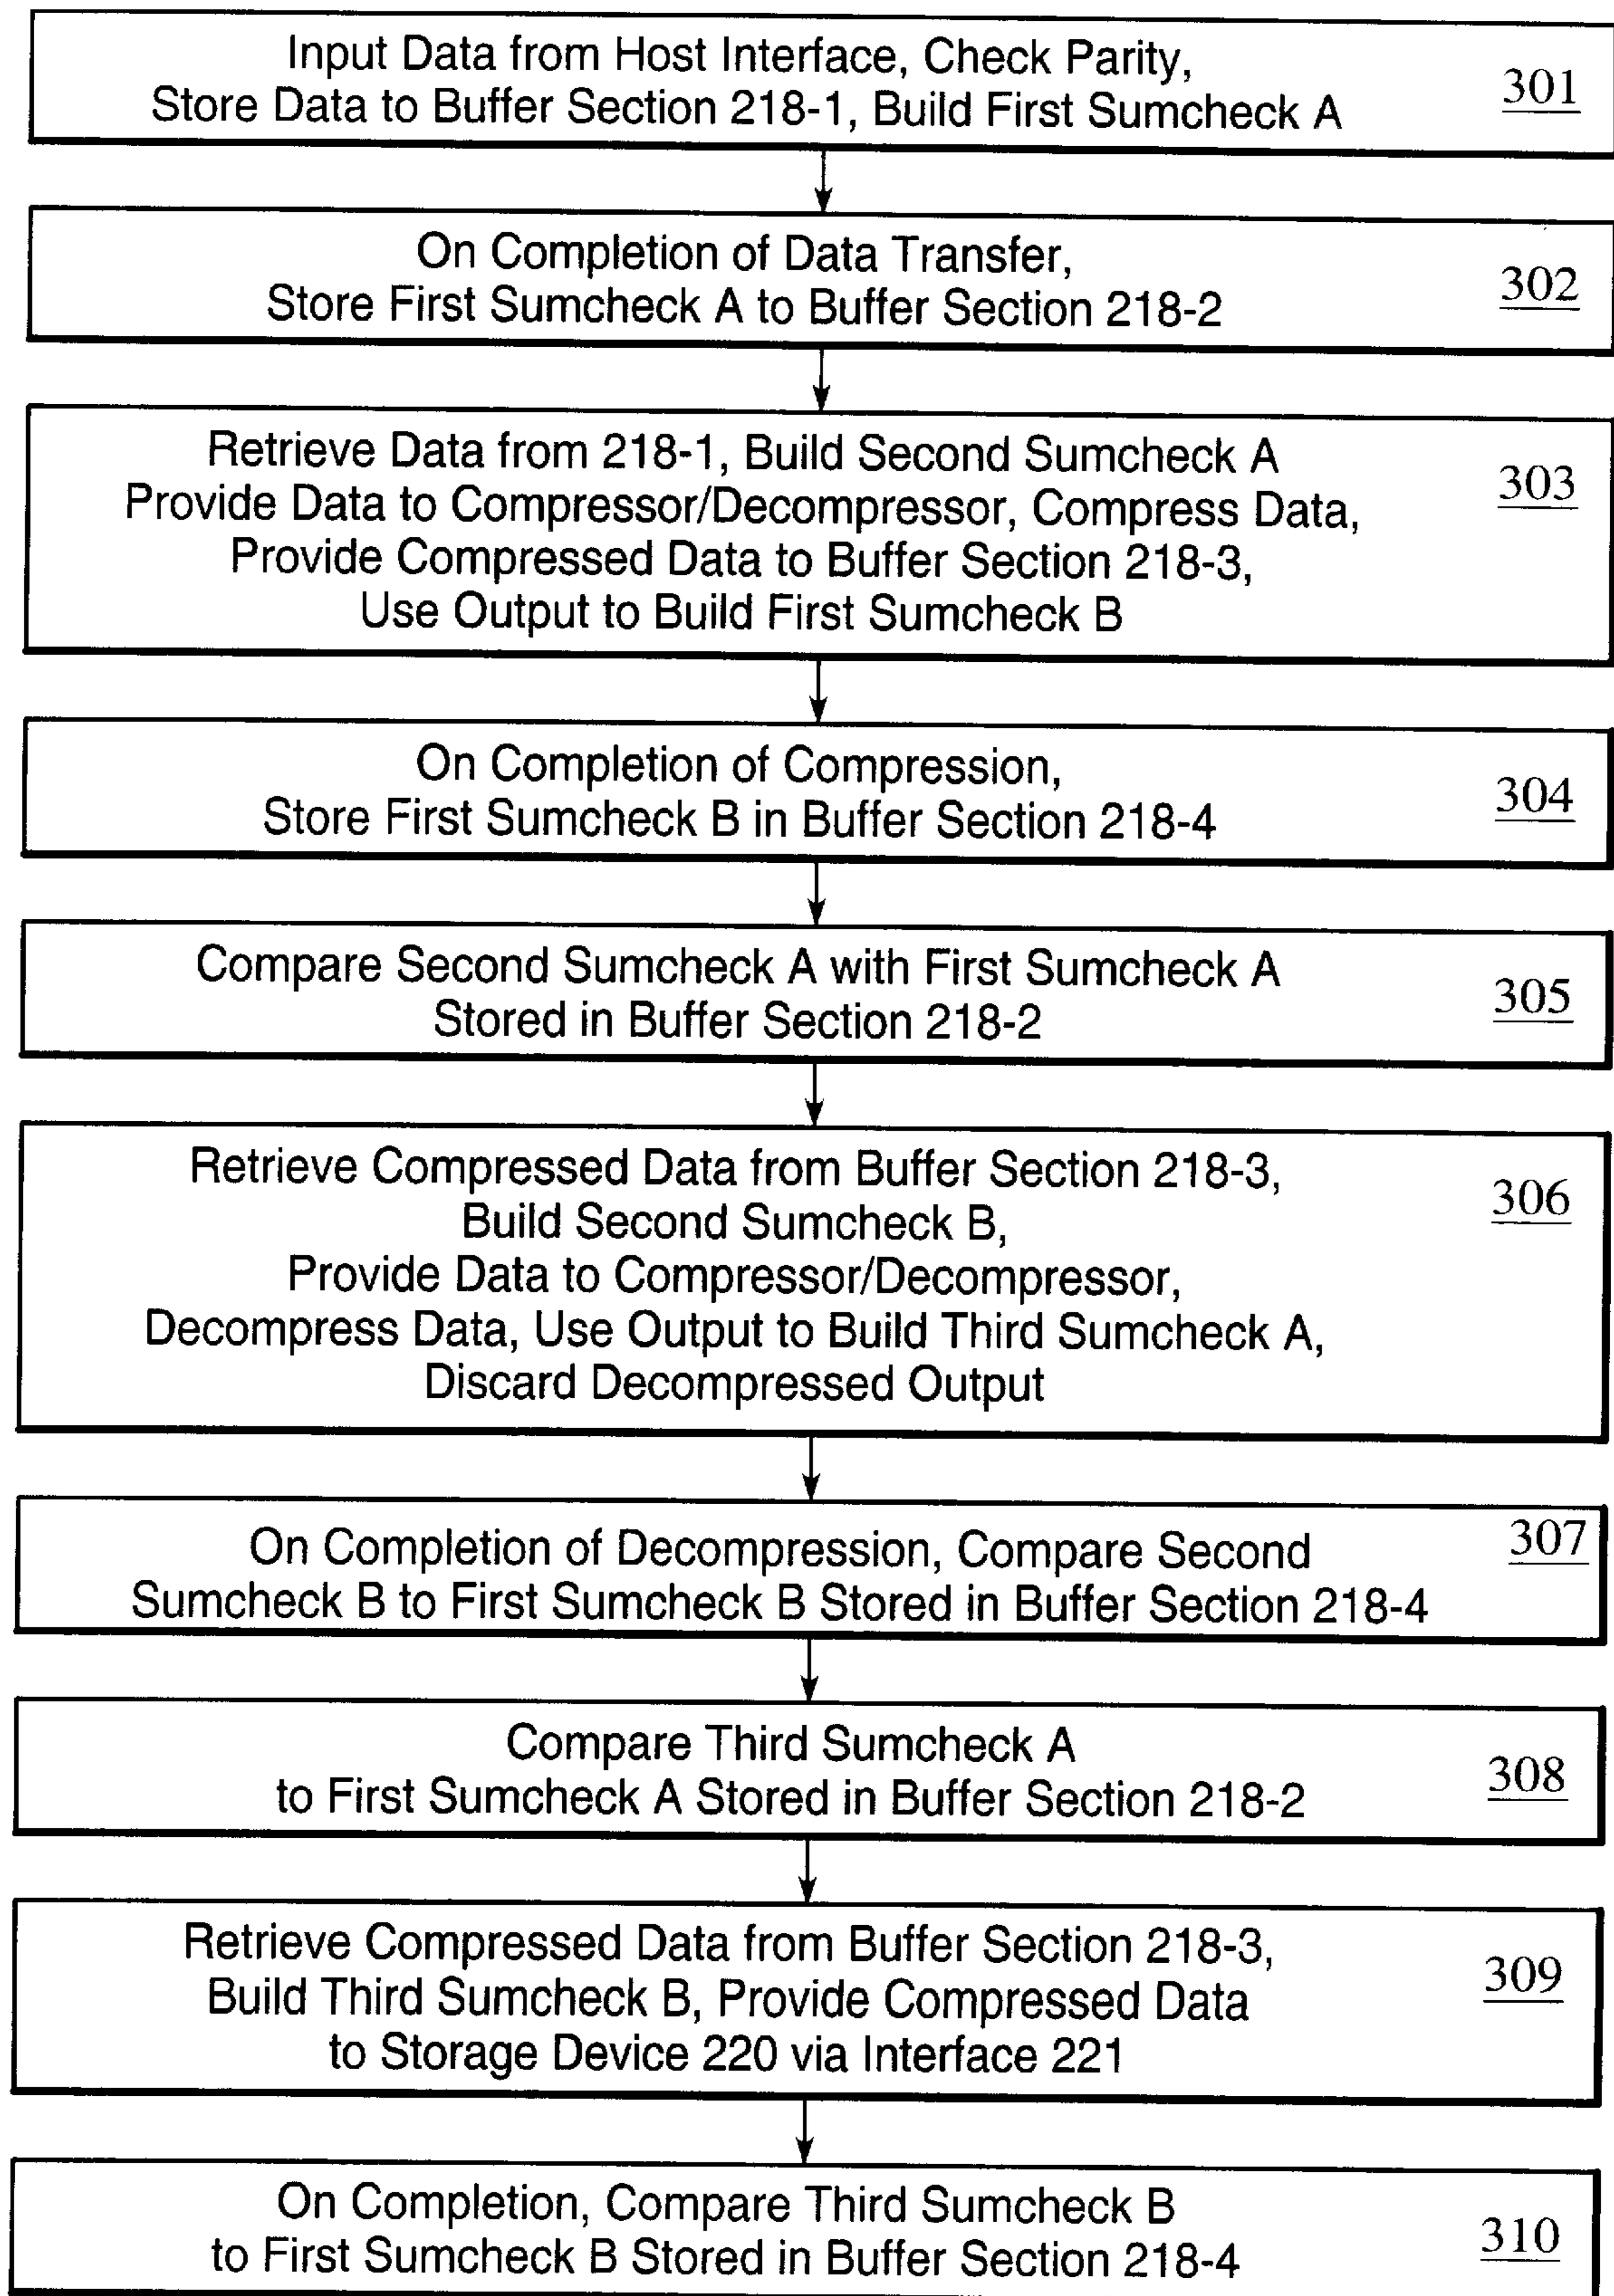 Input Data from Host Interface, Check Parity,
Store Data to Buffer Section 218-1, Build First Sumcheck A
301
On Completion of Data Transfer,
Store First Sumcheck A to Buffer Section 218-2
302
Retrieve Data from 218-1, Build Second Sumcheck A
Provide Data to Compressor/Decompressor, Compress Data,
Provide Compressed Data to Buffer Section 218-3,
Use Output to Build First Sumcheck B
303
On Completion of Compression,
Store First Sumcheck B in Buffer Section 218-4
304
Compare Second Sumcheck A with First Sumcheck A
Stored in Buffer Section 218-2
305
Retrieve Compressed Data from Buffer Section 218-3,
Build Second Sumcheck B,
Provide Data to Compressor/Decompressor,
Decompress Data, Use Output to Build Third Sumcheck A,
Discard Decompressed Output
306
On Completion of Decompression, Compare Second
Sumcheck B to First Sumcheck B Stored in Buffer Section 218-4
307
Compare Third Sumcheck A
to First Sumcheck A Stored in Buffer Section 218-2
308
Retrieve Compressed Data from Buffer Section 218-3,
Build Third Sumcheck B, Provide Compressed Data
to Storage Device 220 via Interface 221
309
On Completion, Compare Third Sumcheck B
to First Sumcheck B Stored in Buffer Section 218-4
310